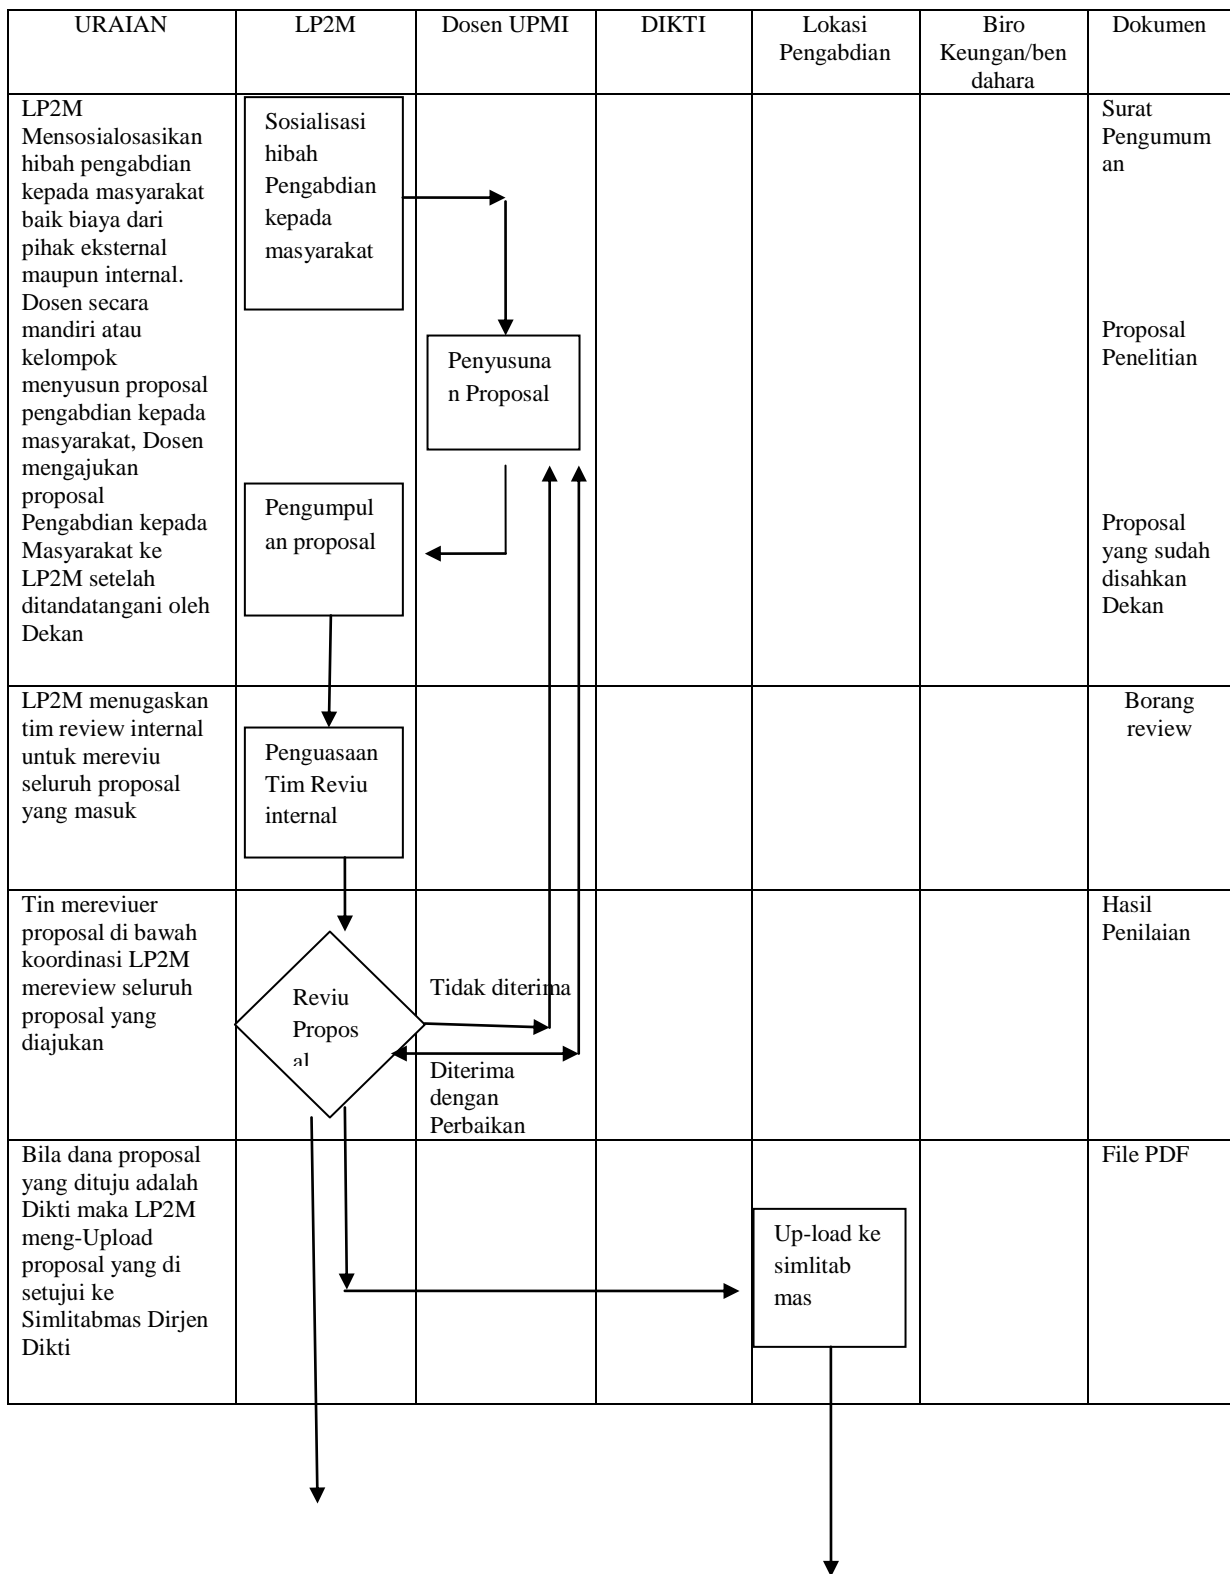 URAIAN
LP2M
Dosen UPMI
DIKTI
Lokasi
Pengabdian
Biro
Keungan/ben
dahara
Dokumen
LP2M
Mensosialosasikan
hibah pengabdian
kepada masyarakat
baik biaya dari
pihak eksternal
maupun internal.
Dosen secara
mandiri atau
kelompok
menyusun proposal
pengabdian kepada
masyarakat, Dosen
mengajukan
proposal
Pengabdian kepada
Masyarakat ke
LP2M setelah
ditandatangani oleh
Dekan
Sosialisasi
hibah
Pengabdian
kepada
masyarakat
Penyusuna
n Proposal
Pengumpul
an proposal
Surat
Pengumum
an
Proposal
Penelitian
Proposal
yang sudah
disahkan
Dekan
LP2M menugaskan
tim review internal
untuk mereviu
seluruh proposal
yang masuk
Penguasaan
Tim Reviu
internal
Borang
review
Tin mereviuer
proposal di bawah
koordinasi LP2M
mereview seluruh
proposal yang
diajukan
Reviu
Propos
al
Tidak diterima
Diterima
dengan
Perbaikan
Hasil
Penilaian
Bila dana proposal
yang dituju adalah
Dikti maka LP2M
meng-Upload
proposal yang di
setujui ke
Simlitabmas Dirjen
Dikti
Up-load ke
simlitab
mas
File PDF